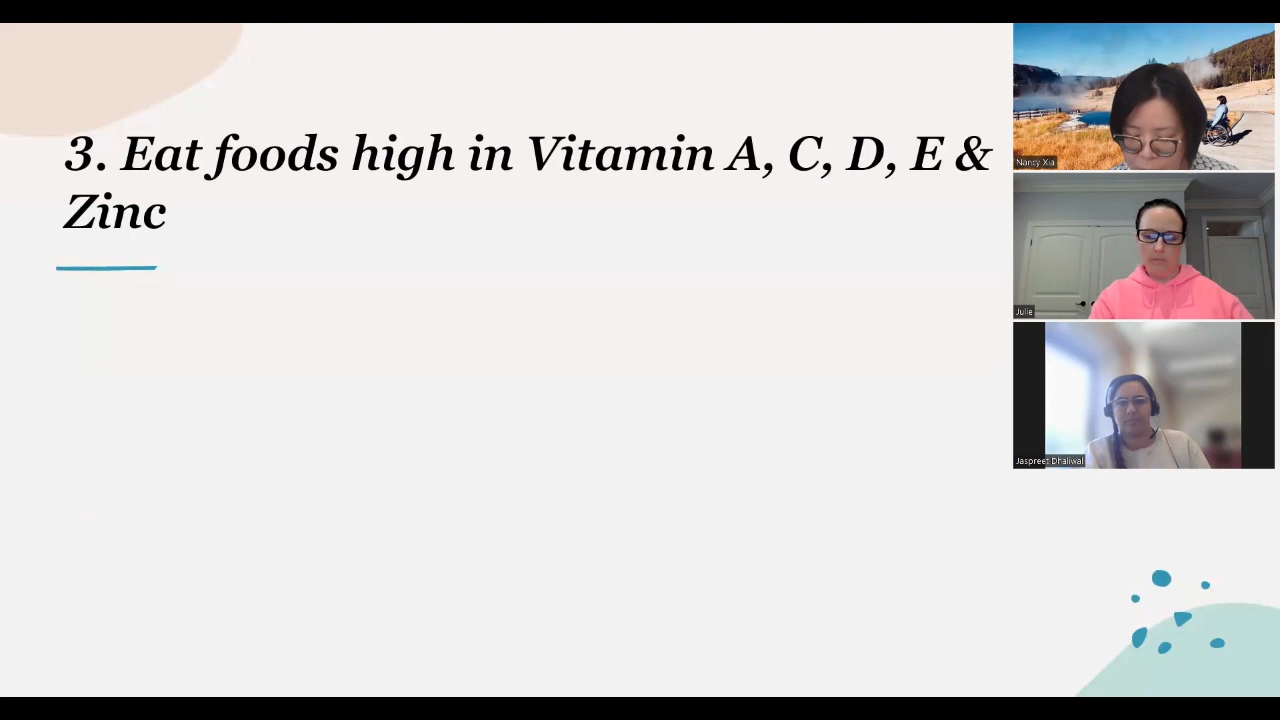 3. Eat foods high in Vitamin A, C, D, E &
Zinc
Nancy Xia
Julie
Jaspreet Dhaliwal